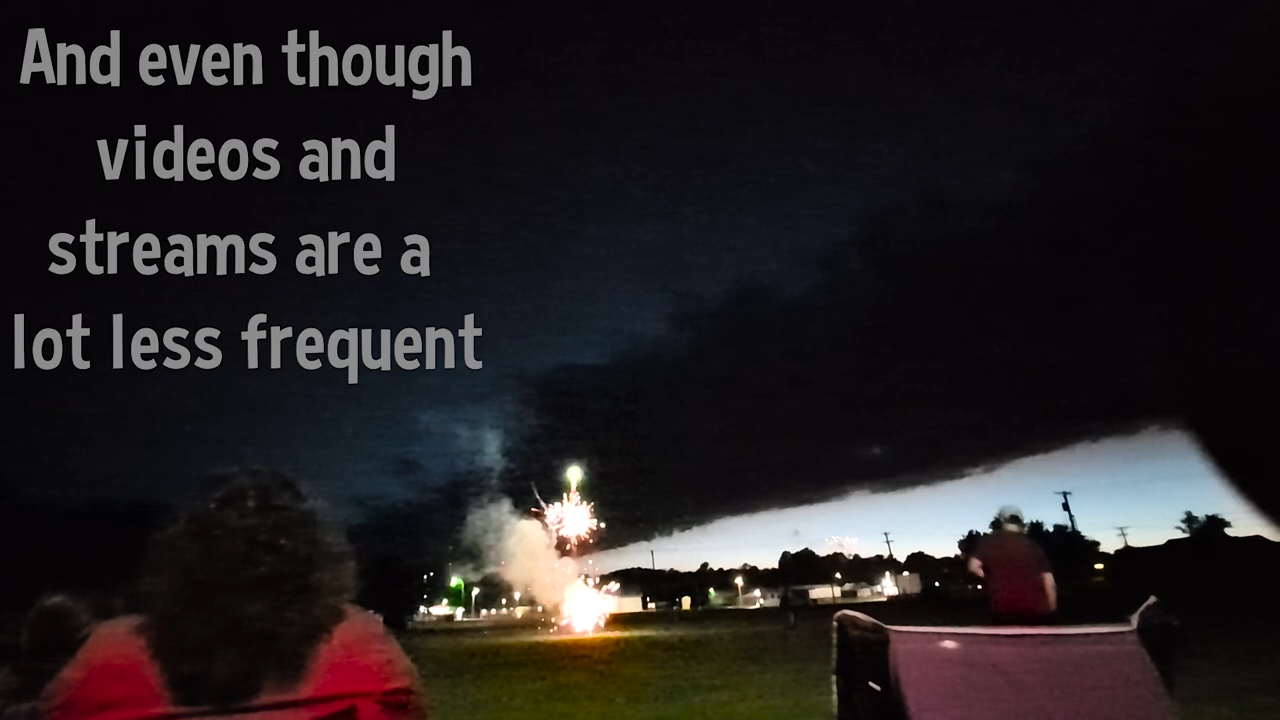 And even though
videos and
streams are a
lot less frequent